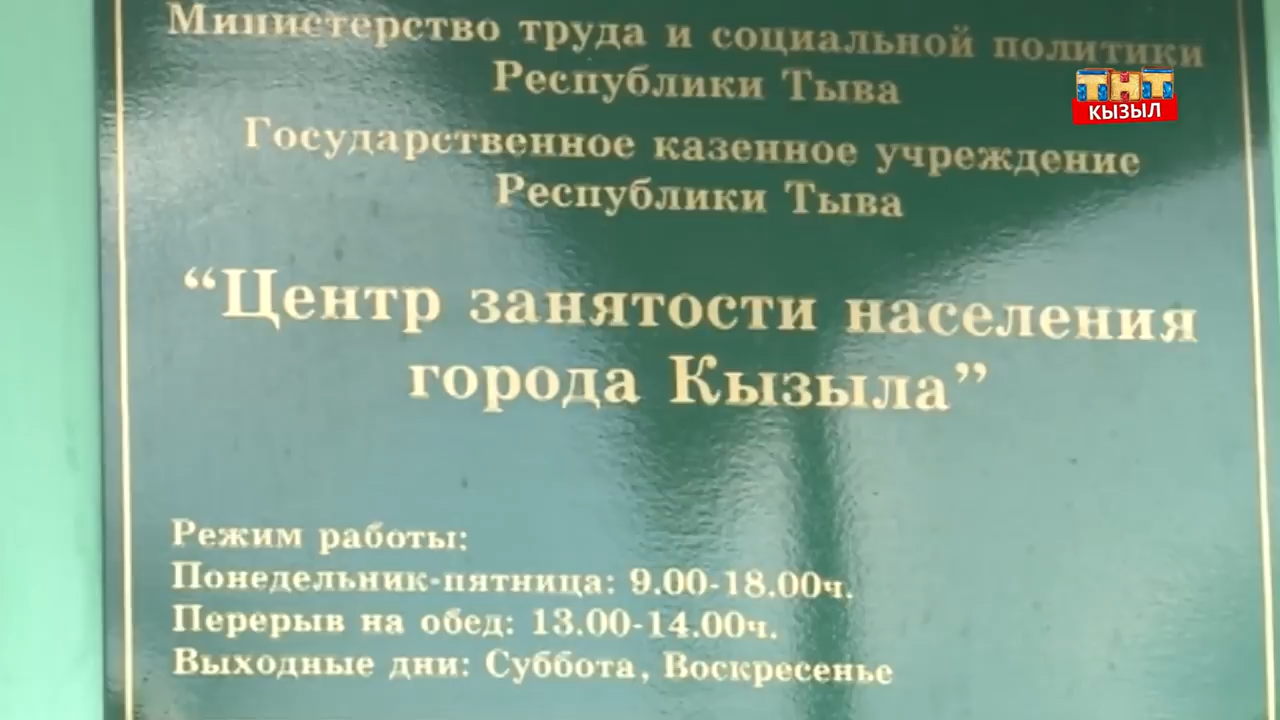 Министерство труда и социальной политики
Республики Тыва
ТНТ
КЫЗЫЛ
Государственное казенное учреждение
Республики Тыва
“Центр занятости населения
города Кызыла”
Режим работы:
Понедельник-пятница: 9.00-18.00ч.
Перерыв на обед: 13.00-14.00ч.
Выходные дни: Суббота, Воскресенье